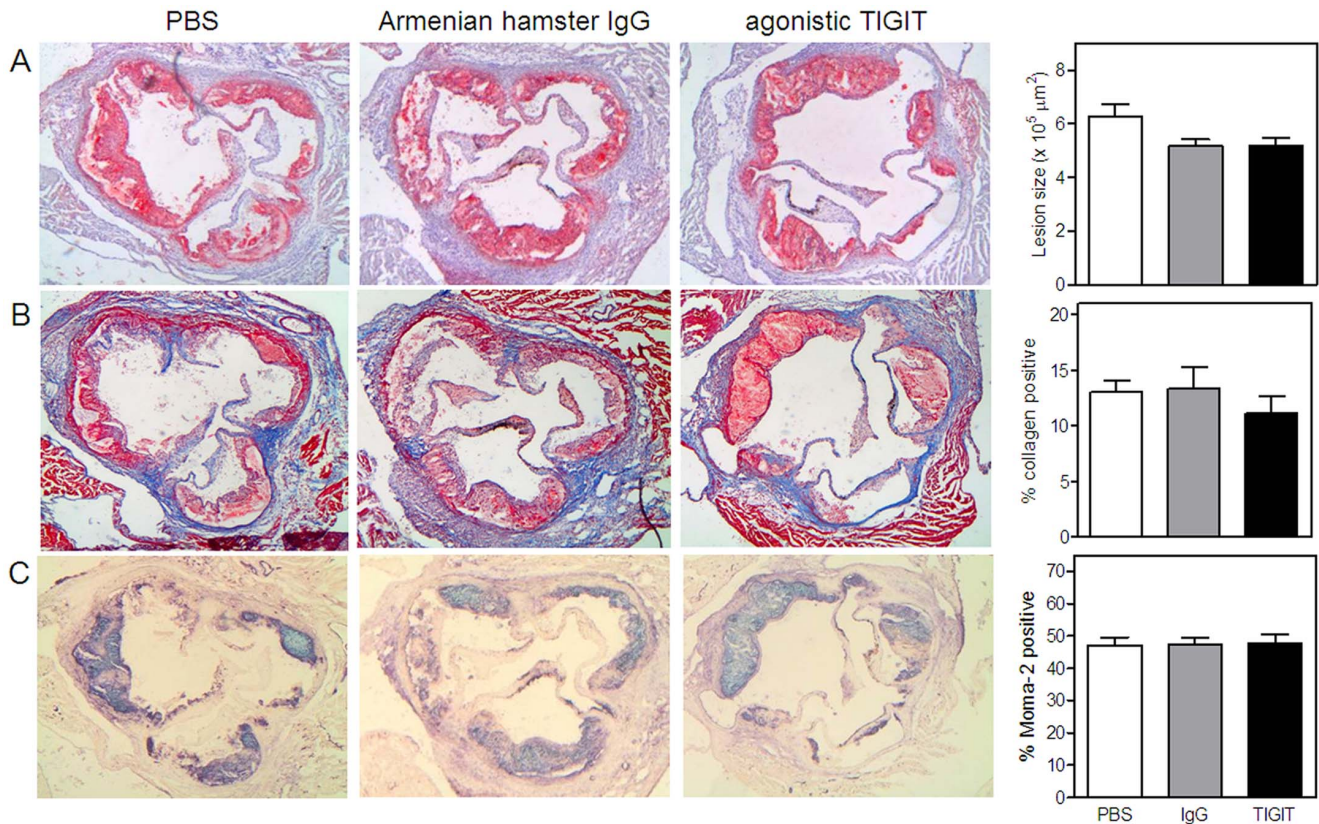 PBS Armenian hamster IgG agonistic TIGIT
A
Lesion size (x 10⁵ μm²)
8
6
4
2
0
B
% collagen positive
20
15
10
5
0
C
% Moma-2 positive
70
60
50
40
30
20
10
0
PBS IgG TIGIT